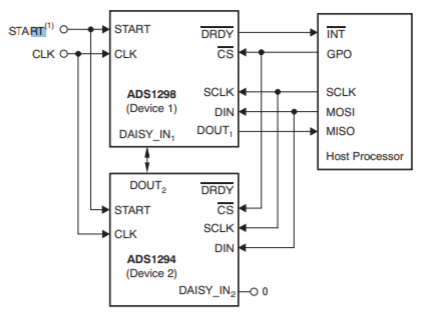 START(1)
CLK
START
CLK
ADS1298
(Device 1)
DAISY_IN1
DRDY
CS
SCLK
DIN
DOUT1
INT
GPO
SCLK
MOSI
MISO
Host Processor
DOUT2
START
CLK
ADS1294
(Device 2)
DRDY
CS
SCLK
DIN
DAISY_IN2
0